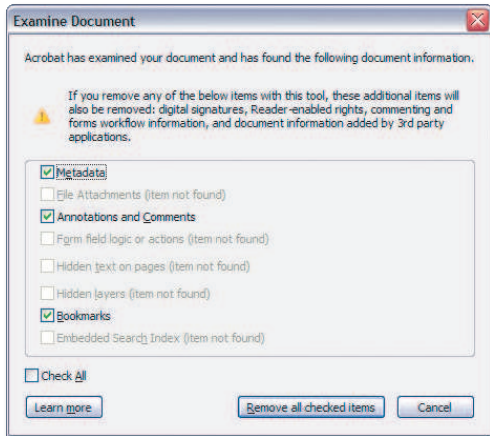 Examine Document
Acrobat has examined your document and has found the following document information.
If you remove any of the below items with this tool, these additional items will
also be removed: digital signatures, Reader-enabled rights, commenting and
forms workflow information, and document information added by 3rd party
applications.
Metadata
File Attachments (item not found)
Annotations and Comments
Form field logic or actions (item not found)
Hidden text on pages (item not found)
Hidden layers (item not found)
Bookmarks
Embedded Search Index (item not found)
Check All
Learn more
Remove all checked items
Cancel